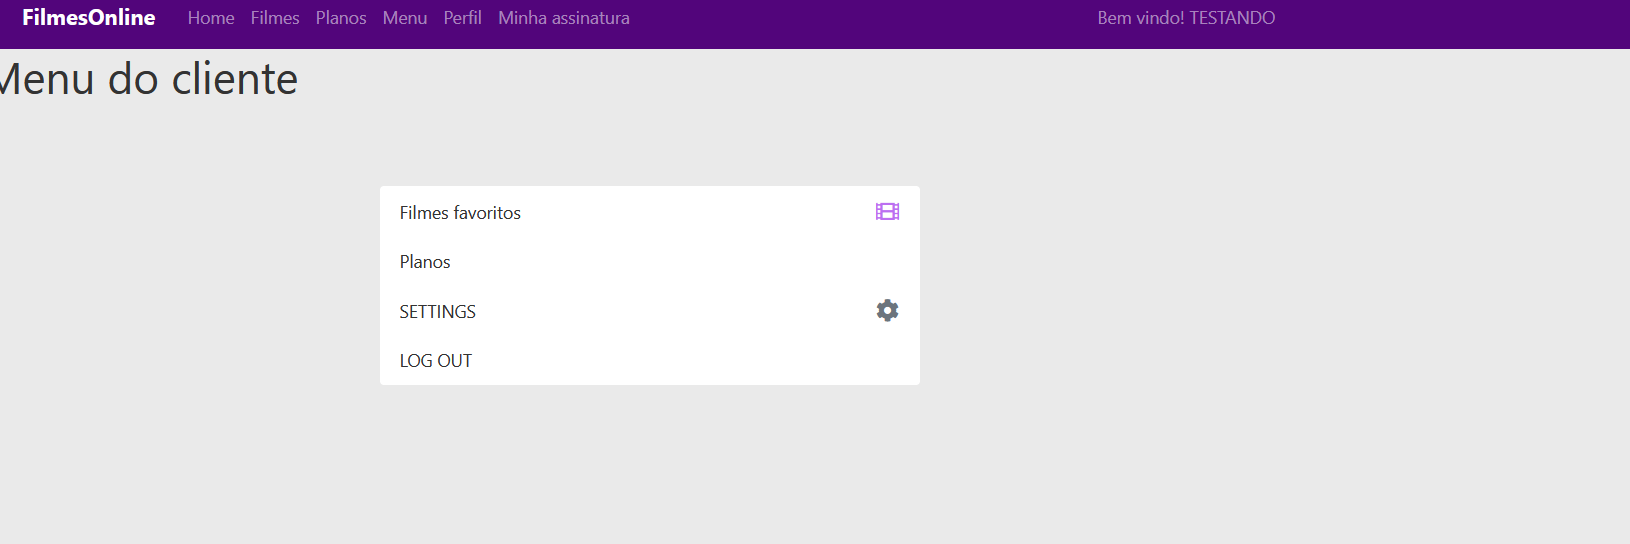 FilmesOnline Home Filmes Planos Menu Perfil Minha assinatura Bem vindo! TESTANDO
Menu do cliente
Filmes favoritos
Planos
SETTINGS
LOG OUT